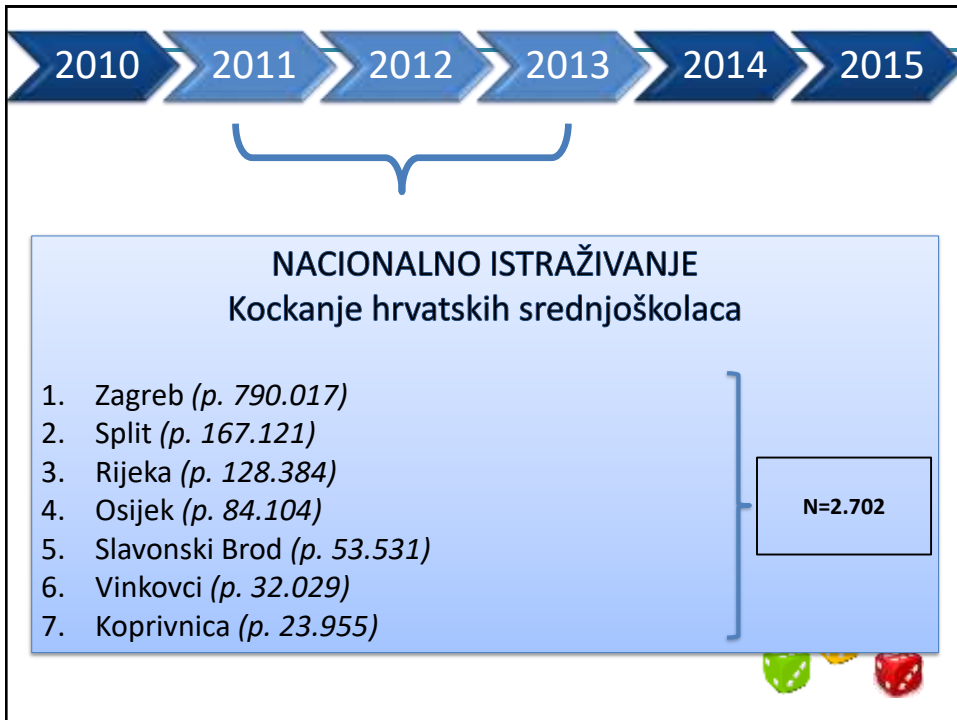 2010 2011 2012 2013 2014 2015
NACIONALNO ISTRAŽIVANJE
Kockanje hrvatskih srednjoškolaca
1. Zagreb (p. 790.017)
2. Split (p. 167.121)
3. Rijeka (p. 128.384)
4. Osijek (p. 84.104)
5. Slavonski Brod (p. 53.531)
6. Vinkovci (p. 32.029)
7. Koprivnica (p. 23.955)
N=2.702